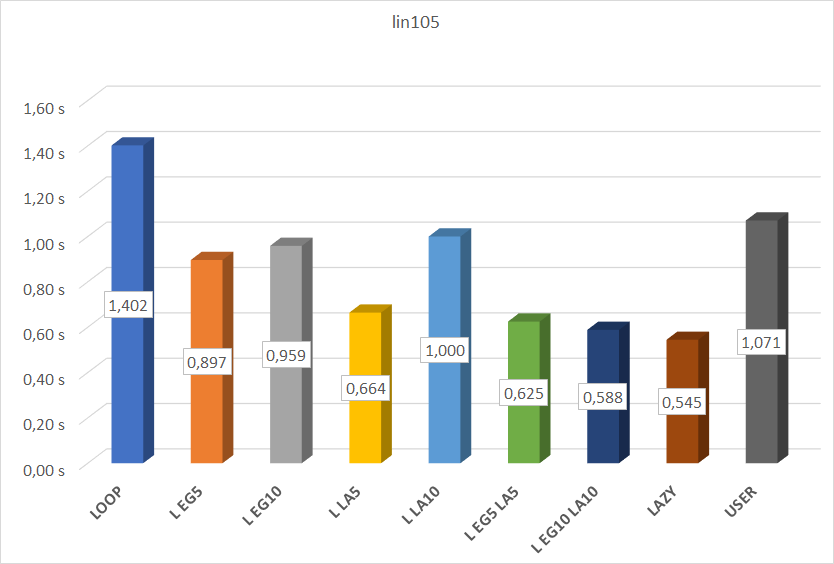 lin105
1,60 s
1,40 s
1,20 s
1,00 s
0,80 s
0,60 s
0,40 s
0,20 s
0,00 s
1,402
0,897
0,959
0,664
1,000
0,625
0,588
0,545
1,071
LOOP
L EG5
L EG10
L LA5
L LA10
L EG5 LA5
L EG10 LA10
LAZY
USER